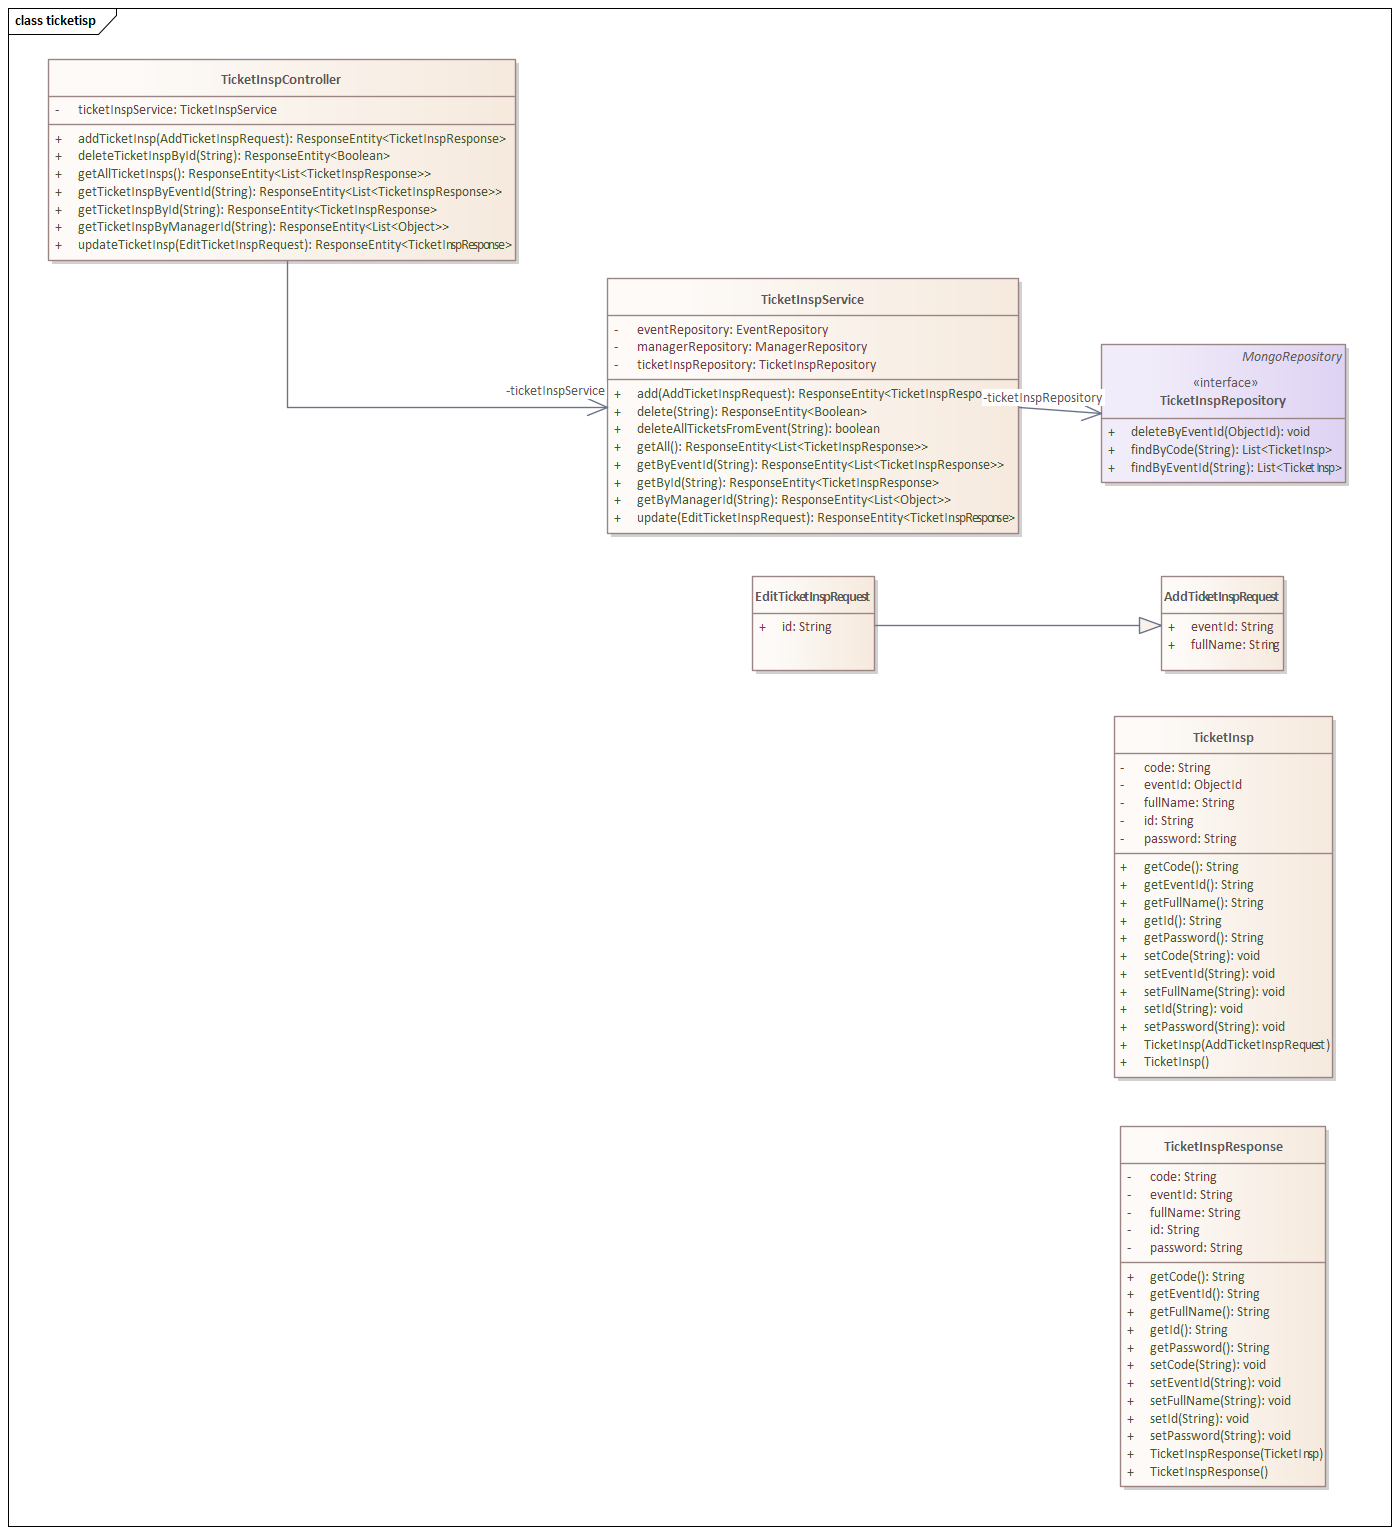 class ticketisp
TicketInspController
- ticketInspService: TicketInspService
+ addTicketInsp(AddTicketInspRequest): ResponseEntity<TicketInspResponse>
+ deleteTicketInspById(String): ResponseEntity<Boolean>
+ getAllTicketInsps(): ResponseEntity<List<TicketInspResponse>>
+ getTicketInspByEventId(String): ResponseEntity<List<TicketInspResponse>>
+ getTicketInspById(String): ResponseEntity<TicketInspResponse>
+ getTicketInspByManagerId(String): ResponseEntity<List<Object>>
+ updateTicketInsp(EditTicketInspRequest): ResponseEntity<TicketInspResponse>
-ticketInspService
TicketInspService
- eventRepository: EventRepository
- managerRepository: ManagerRepository
- ticketInspRepository: TicketInspRepository
+ add(AddTicketInspRequest): ResponseEntity<TicketInspRespo
+ delete(String): ResponseEntity<Boolean>
+ deleteAllTicketsFromEvent(String): boolean
+ getAll(): ResponseEntity<List<TicketInspResponse>>
+ getByEventId(String): ResponseEntity<List<TicketInspResponse>>
+ getById(String): ResponseEntity<TicketInspResponse>
+ getByManagerId(String): ResponseEntity<List<Object>>
+ update(EditTicketInspRequest): ResponseEntity<TicketInspResponse>
-ticketInspRepository
MongoRepository
«interface»
TicketInspRepository
+ deleteByEventId(ObjectId): void
+ findByCode(String): List<TicketInsp>
+ findByEventId(String): List<TicketInsp>
EditTicketInspRequest
+ id: String
AddTicketInspRequest
+ eventId: String
+ fullName: String
TicketInsp
- code: String
- eventId: ObjectId
- fullName: String
- id: String
- password: String
+ getCode(): String
+ getEventId(): String
+ getFullName(): String
+ getId(): String
+ getPassword(): String
+ setCode(String): void
+ setEventId(String): void
+ setFullName(String): void
+ setId(String): void
+ setPassword(String): void
+ TicketInsp(AddTicketInspRequest)
+ TicketInsp()
TicketInspResponse
- code: String
- eventId: String
- fullName: String
- id: String
- password: String
+ getCode(): String
+ getEventId(): String
+ getFullName(): String
+ getId(): String
+ getPassword(): String
+ setCode(String): void
+ setEventId(String): void
+ setFullName(String): void
+ setId(String): void
+ setPassword(String): void
+ TicketInspResponse(TicketInsp)
+ TicketInspResponse()